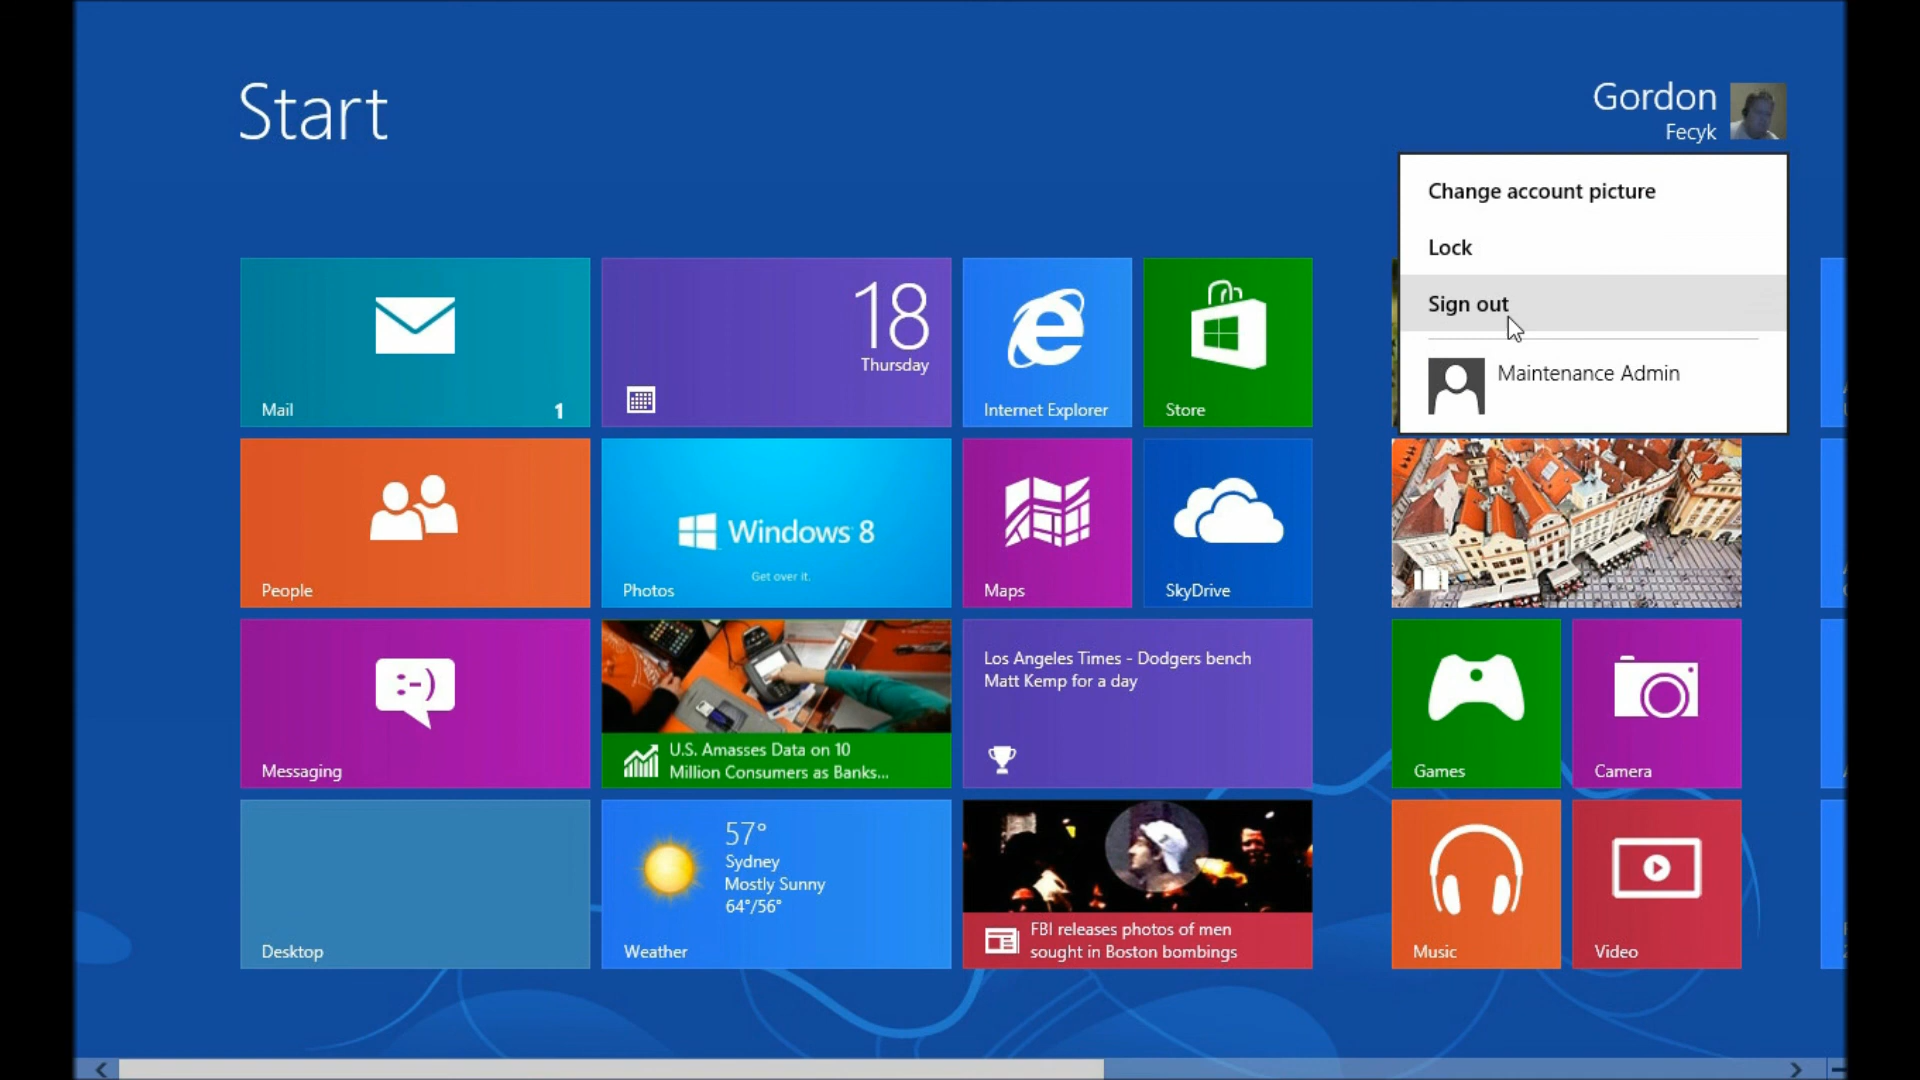 Start
Gordon
Fecyk
Change account picture
Lock
Sign out
Maintenance Admin
Mail
1
18
Thursday
Internet Explorer
Store
People
Windows 8
Get over it.
Photos
Maps
SkyDrive
Messaging
:-)
U.S. Amasses Data on 10
Million Consumers as Banks...
Los Angeles Times - Dodgers bench
Matt Kemp for a day
Games
Camera
Desktop
57°
Sydney
Mostly Sunny
64°/56°
Weather
FBI releases photos of men
sought in Boston bombings
Music
Video